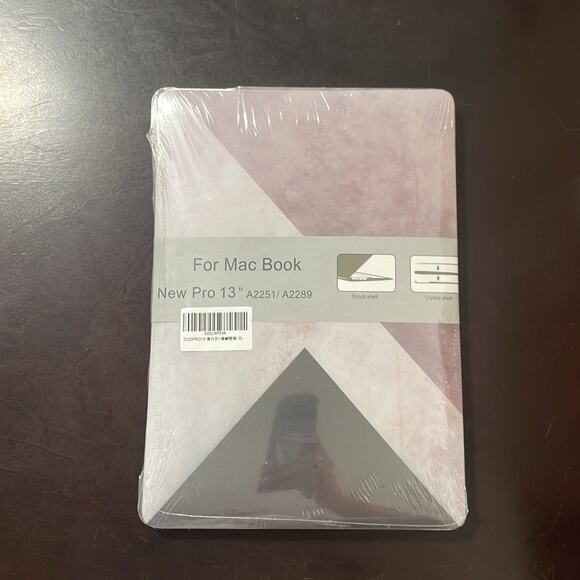 For Mac Book
New Pro 13" A2251/ A2289
Scrub shell
Crystal shell